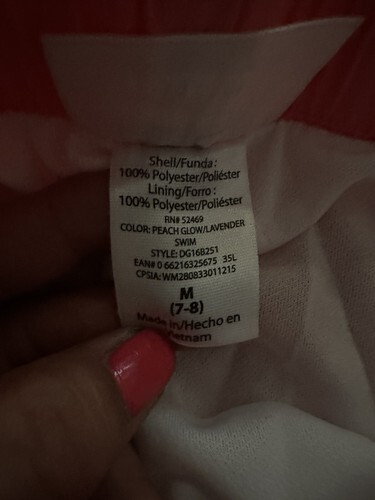 Shell/Funda:
100% Polyester/Poliéster
Lining/Forro:
100% Polyester/Poliéster
RN# 52469
COLOR: PEACH GLOW/LAVENDER
SWIM
STYLE: DG16B251
EAN# 0 66216325675 35L
CPSIA: WM280833011215
M
(7-8)
Made in/Hecho en